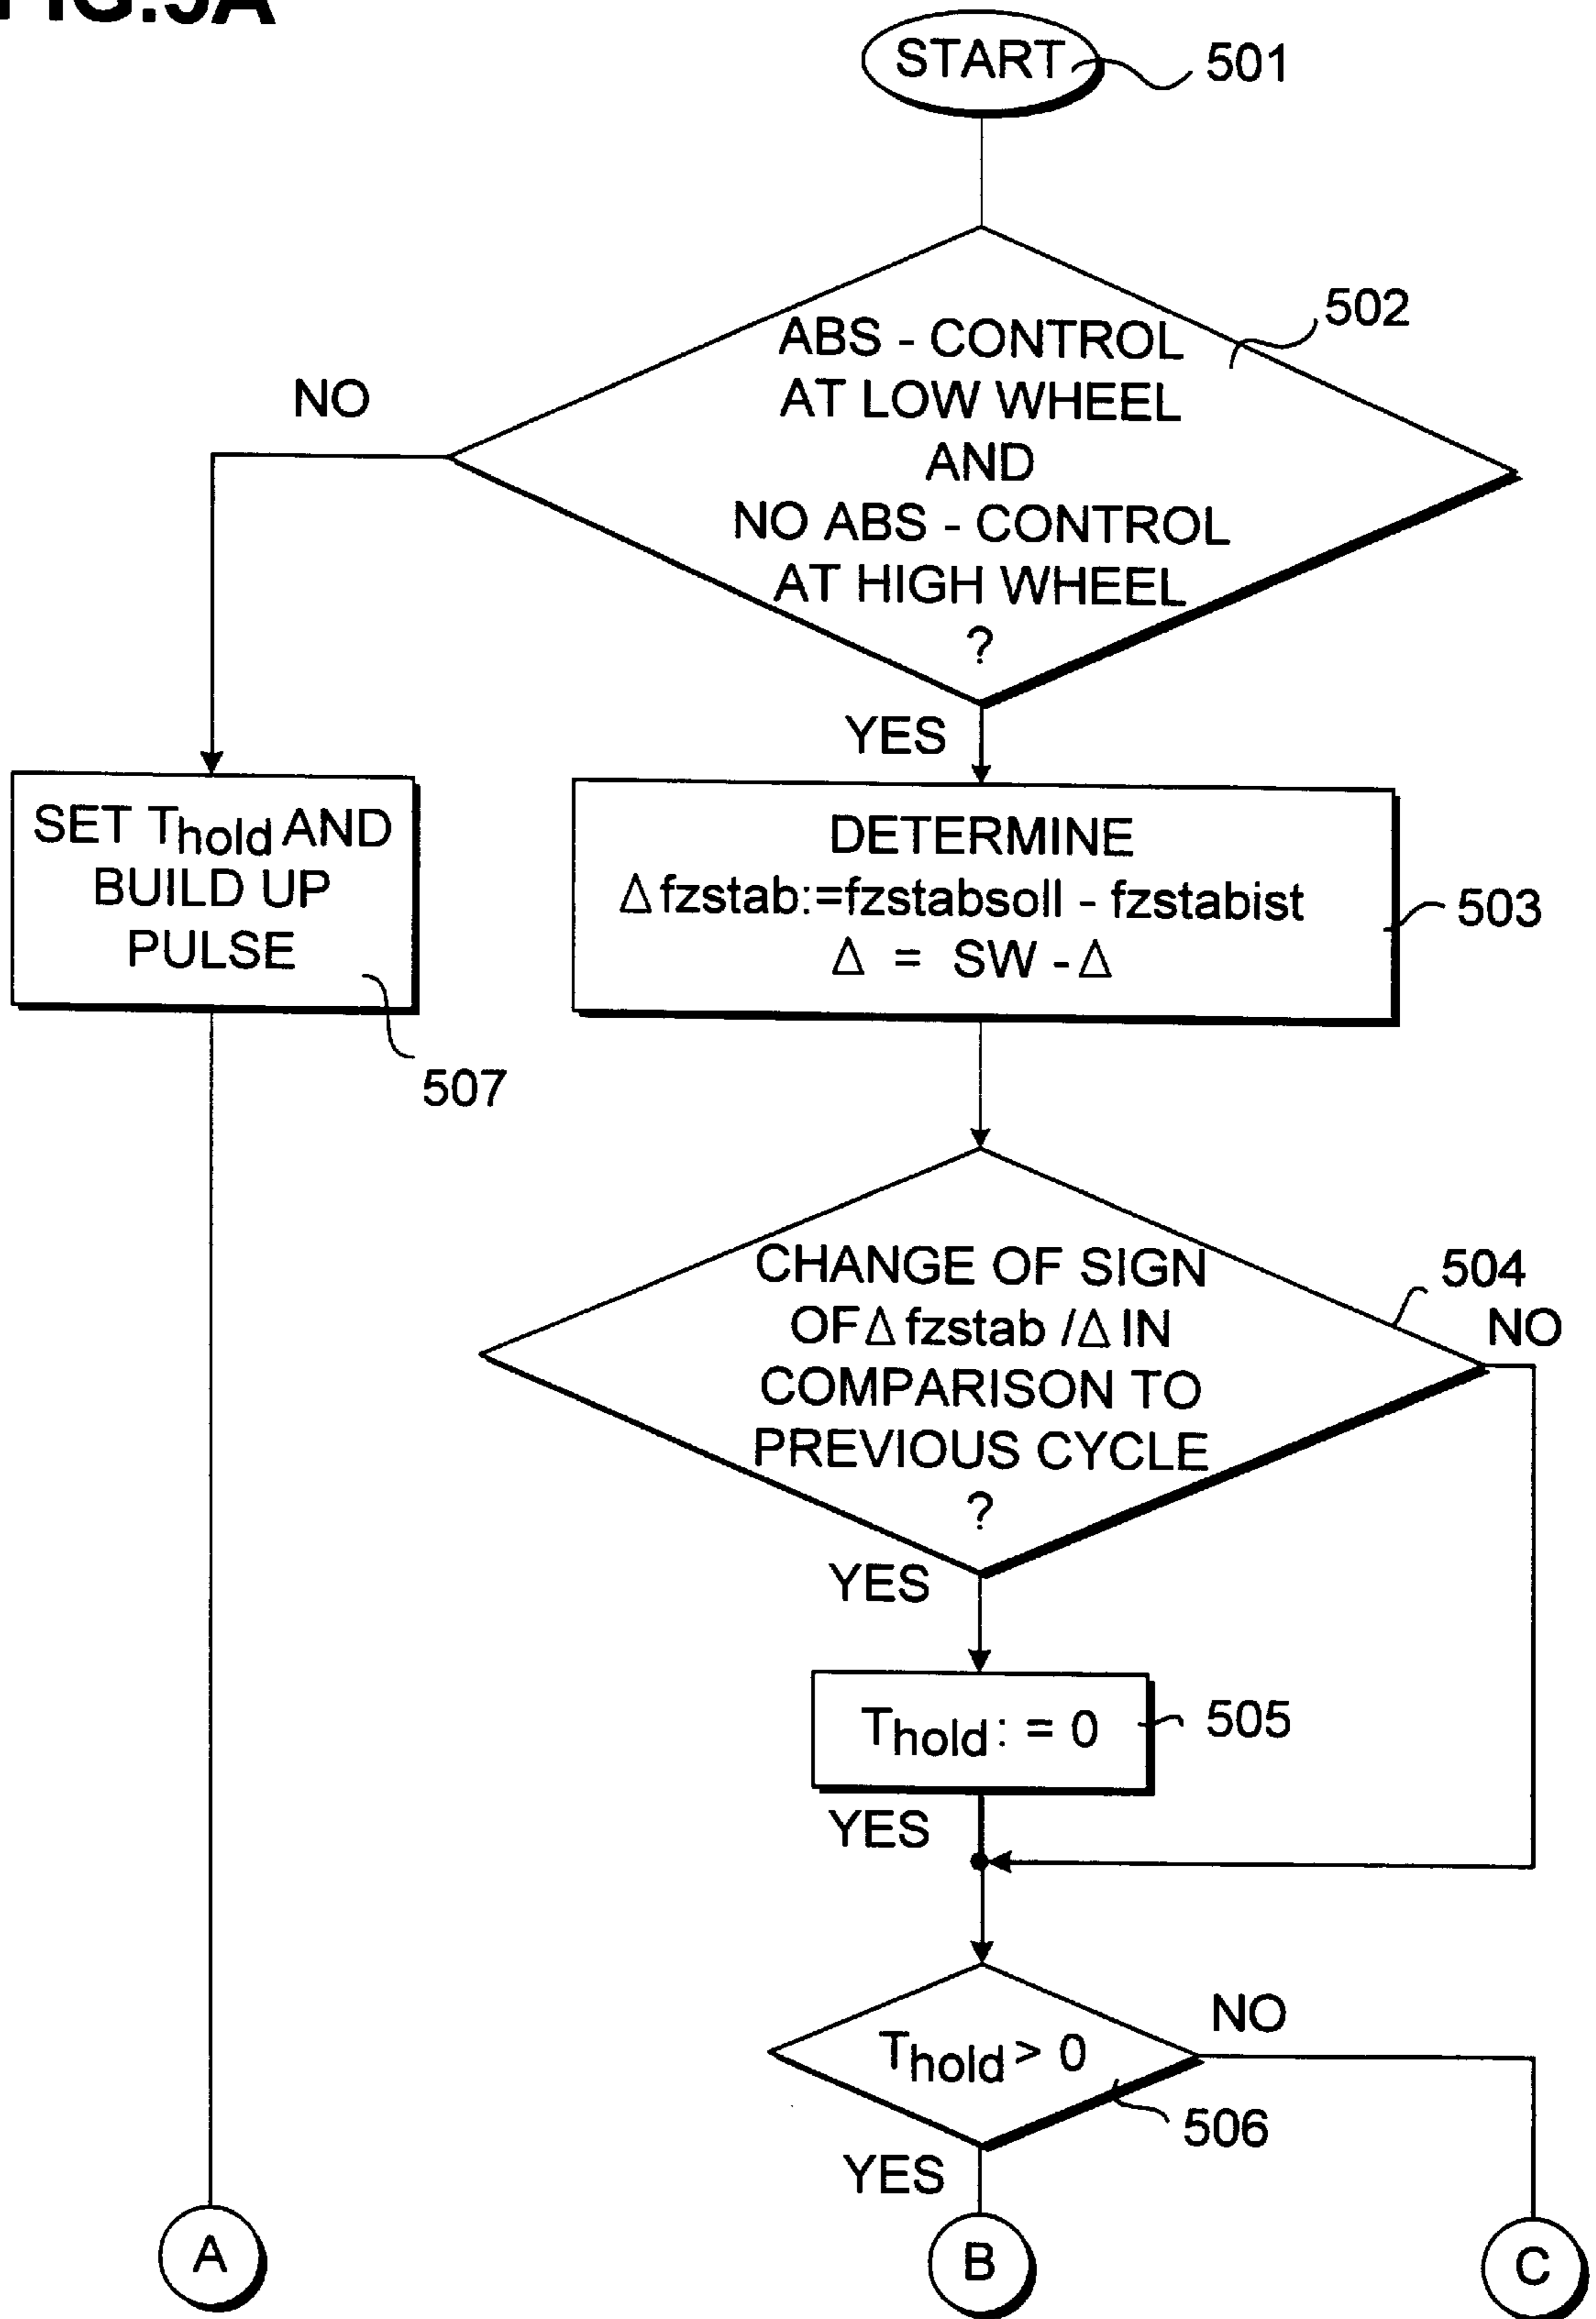 FIG.5A
START
501
ABS - CONTROL
AT LOW WHEEL
AND
NO ABS - CONTROL
AT HIGH WHEEL
?
502
NO
YES
SET Thold AND
BUILD UP
PULSE
507
DETERMINE
Δ fzstab:=fzstabsoll - fzstabist
Δ = SW - Δ
503
CHANGE OF SIGN
OF Δ fzstab /Δ IN
COMPARISON TO
PREVIOUS CYCLE
?
504
NO
YES
Thold: = 0
505
YES
Thold > 0
NO
506
YES
A
B
C